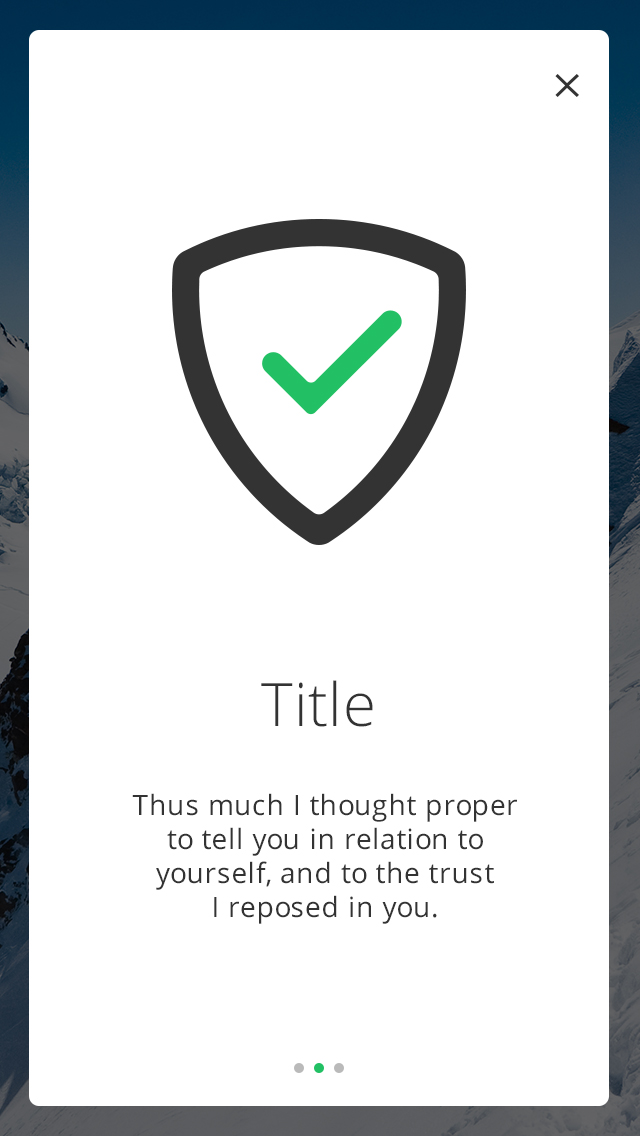 Title
Thus much I thought proper
to tell you in relation to
yourself, and to the trust
I reposed in you.